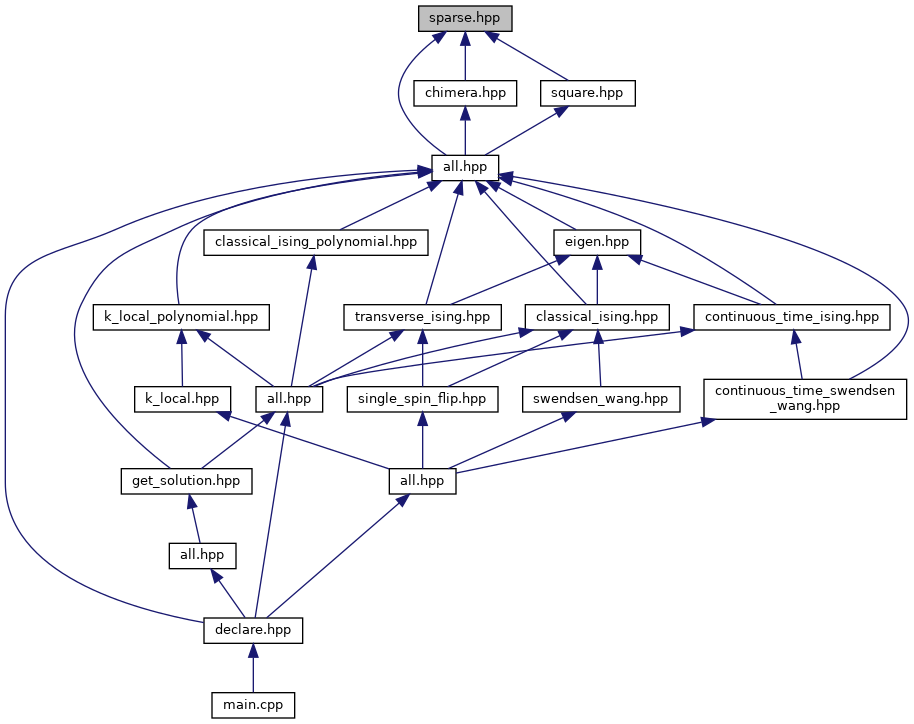 sparse.hpp
chimera.hpp
square.hpp
all.hpp
classical_ising_polynomial.hpp
eigen.hpp
k_local_polynomial.hpp
transverse_ising.hpp
classical_ising.hpp
continuous_time_ising.hpp
k_local.hpp
all.hpp
single_spin_flip.hpp
swendsen_wang.hpp
continuous_time_swendsen
_wang.hpp
get_solution.hpp
all.hpp
all.hpp
declare.hpp
main.cpp